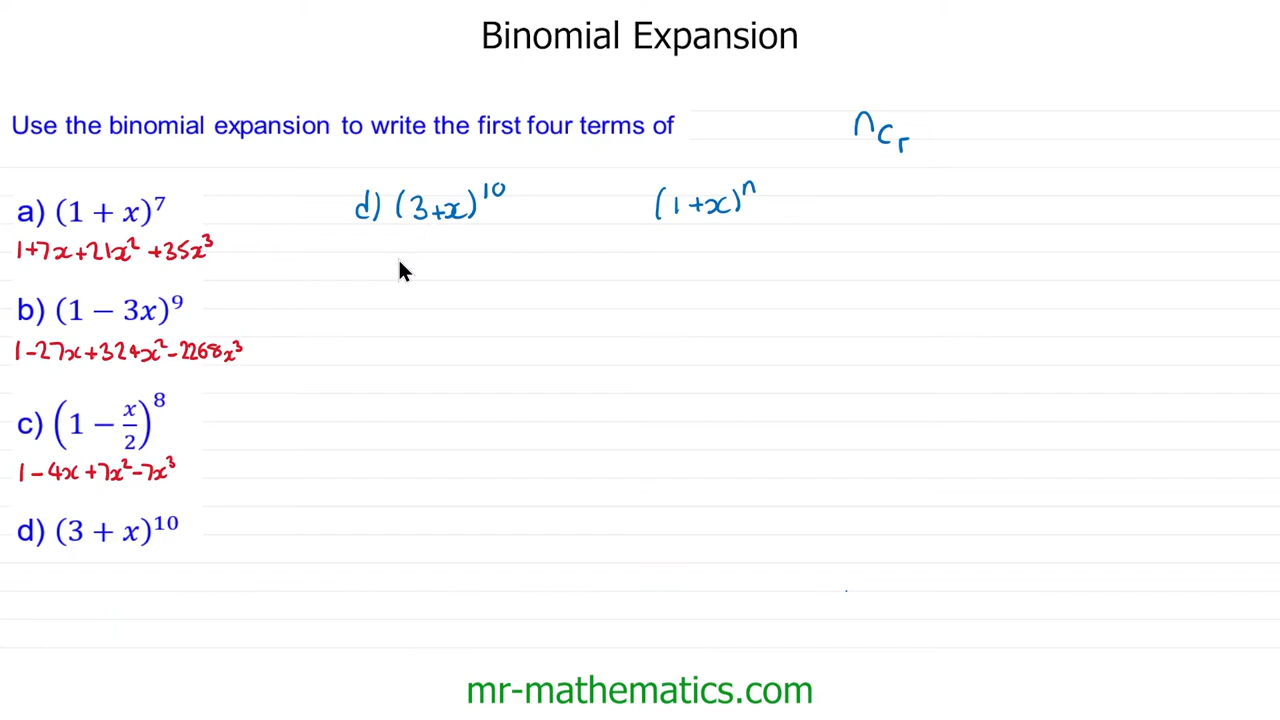 Binomial Expansion
Use the binomial expansion to write the first four terms of
nCr
a) (1 + x)⁷
1+7x+21x²+35x³
b) (1 − 3x)⁹
1-27x+324x²-2268x³
c) (1 − x/2)⁸
1-4x+7x²-7x³
d) (3 + x)¹⁰
d) (3+x)¹⁰
(1+x)ⁿ
mr-mathematics.com